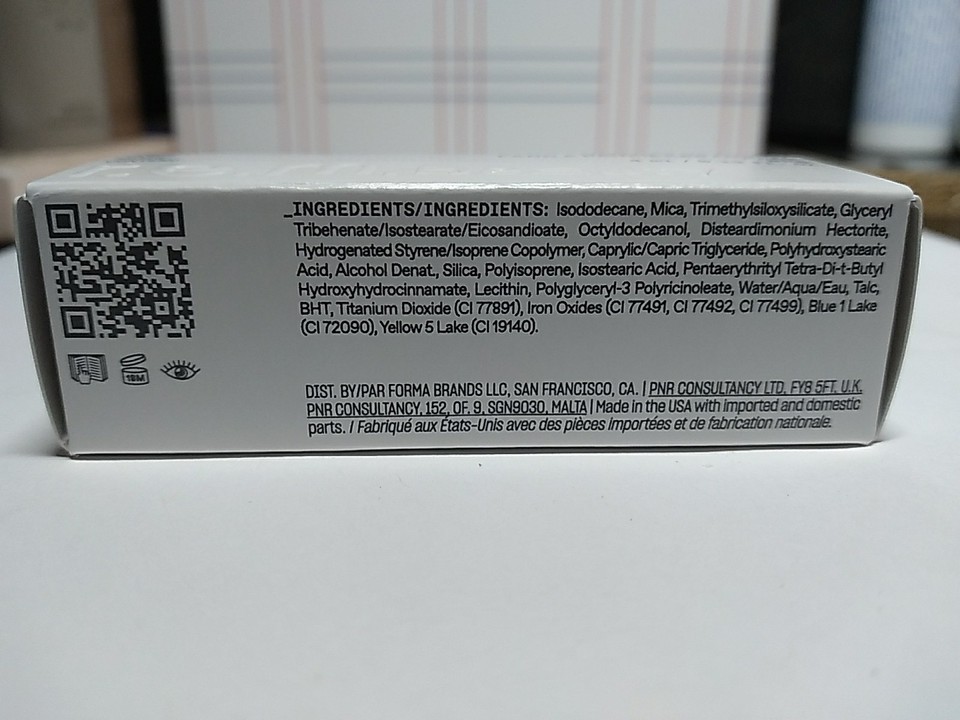 _INGREDIENTS/INGREDIENTS: Isododecane, Mica, Trimethylsiloxysilicate, Glyceryl
Tribehenate/Isostearate/Eicosandioate, Octyldodecanol, Disteardimonium Hectorite,
Hydrogenated Styrene/Isoprene Copolymer, Caprylic/Capric Triglyceride, Polyhydroxystearic
Acid, Alcohol Denat., Silica, Polyisoprene, Isostearic Acid, Pentaerythrityl Tetra-Di-t-Butyl
Hydroxyhydrocinnamate, Lecithin, Polyglyceryl-3 Polyricinoleate, Water/Aqua/Eau, Talc,
BHT, Titanium Dioxide (CI 77891), Iron Oxides (CI 77491, CI 77492, CI 77499), Blue 1 Lake
(CI 72090), Yellow 5 Lake (CI 19140).
18M
DIST. BY/PAR FORMA BRANDS LLC, SAN FRANCISCO, CA. | PNR CONSULTANCY LTD, FY8 5FT, U.K.
PNR CONSULTANCY, 152, OF. 9, SGN9030, MALTA | Made in the USA with imported and domestic
parts. / Fabriqué aux États-Unis avec des pièces importées et de fabrication nationale.